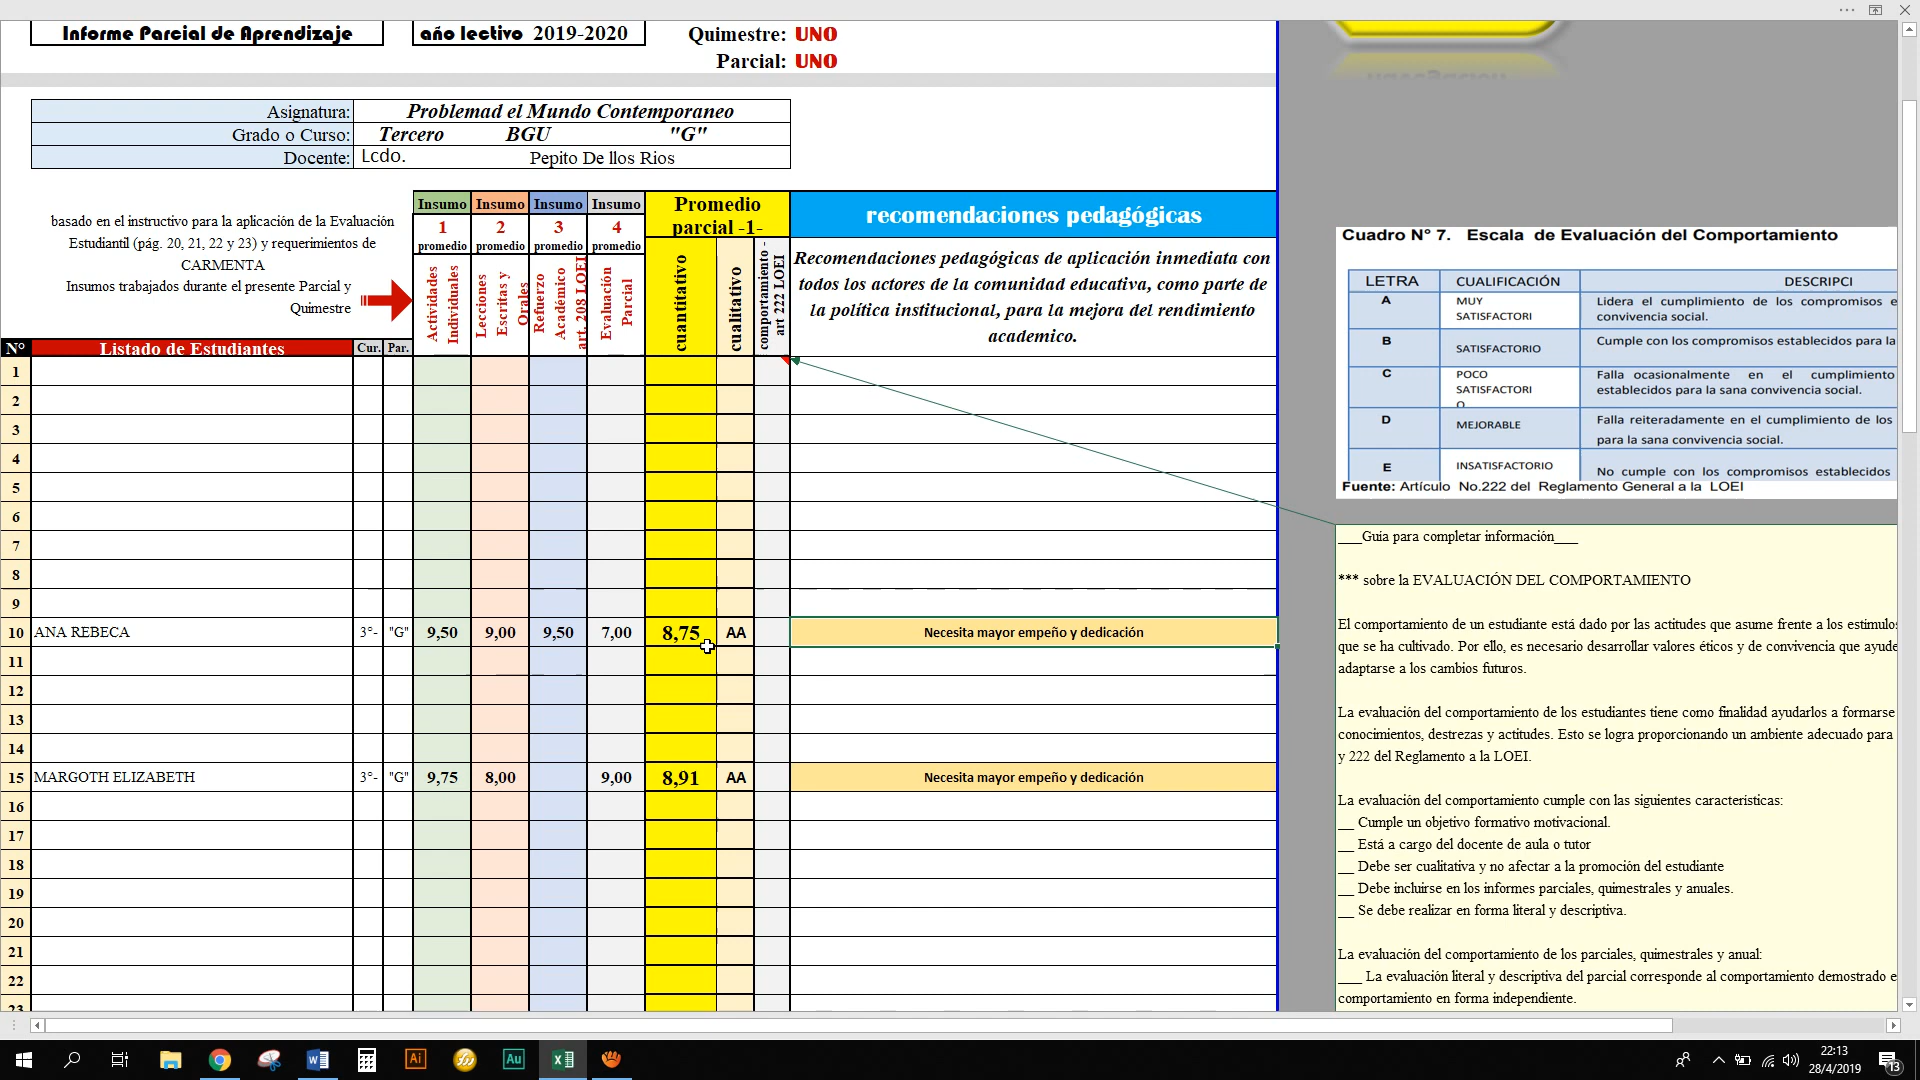 Informe Parcial de Aprendizaje
año lectivo 2019-2020
Quimestre: UNO
Parcial: UNO
Asignatura: Problemad el Mundo Contemporaneo
Grado o Curso: Tercero BGU "G"
Docente: Lcdo. Pepito De llos Rios
basado en el instructivo para la aplicación de la Evaluación
Estudiantil (pág. 20, 21, 22 y 23) y requerimientos de
CARMENTA
Insumos trabajados durante el presente Parcial y
Quimestre
Insumo Insumo Insumo Insumo
1 2 3 4
promedio promedio promedio promedio
Actividades
Individuales
Lecciones
Escritas y
Orales
Refuerzo
Académico
art. 208 LOEI
Evaluación
Parcial
Promedio
parcial -1-
cuantitativo
cualitativo
comportamiento -
art 222 LOEI
recomendaciones pedagógicas
Recomendaciones pedagógicas de aplicación inmediata con
todos los actores de la comunidad educativa, como parte de
la política institucional, para la mejora del rendimiento
academico.
N° Listado de Estudiantes Cur. Par.
1
2
3
4
5
6
7
8
9
10 ANA REBECA 3°- "G" 9,50 9,00 9,50 7,00 8,75 AA Necesita mayor empeño y dedicación
11
12
13
14
15 MARGOTH ELIZABETH 3°- "G" 9,75 8,00 9,00 8,91 AA Necesita mayor empeño y dedicación
16
17
18
19
20
21
22
23
Cuadro N° 7. Escala de Evaluación del Comportamiento
LETRA CUALIFICACIÓN DESCRIPCI
A MUY
SATISFACTORI
Lidera el cumplimiento de los compromisos e
convivencia social.
B SATISFACTORIO Cumple con los compromisos establecidos para la
C POCO
SATISFACTORI
O
Falla ocasionalmente en el cumplimiento
establecidos para la sana convivencia social.
D MEJORABLE Falla reiteradamente en el cumplimiento de los
para la sana convivencia social.
E INSATISFACTORIO No cumple con los compromisos establecidos
Fuente: Artículo No.222 del Reglamento General a la LOEI
___Guia para completar información___
*** sobre la EVALUACIÓN DEL COMPORTAMIENTO
El comportamiento de un estudiante está dado por las actitudes que asume frente a los estimulos
que se ha cultivado. Por ello, es necesario desarrollar valores éticos y de convivencia que ayude
adaptarse a los cambios futuros.
La evaluación del comportamiento de los estudiantes tiene como finalidad ayudarlos a formarse
conocimientos, destrezas y actitudes. Esto se logra proporcionando un ambiente adecuado para
y 222 del Reglamento a la LOEI.
La evaluación del comportamiento cumple con las siguientes características:
__ Cumple un objetivo formativo motivacional.
__ Está a cargo del docente de aula o tutor
__ Debe ser cualitativa y no afectar a la promoción del estudiante
__ Debe incluirse en los informes parciales, quimestrales y anuales.
__ Se debe realizar en forma literal y descriptiva.
La evaluación del comportamiento de los parciales, quimestrales y anual:
___ La evaluación literal y descriptiva del parcial corresponde al comportamiento demostrado e
comportamiento en forma independiente.
22:13
28/4/2019
13